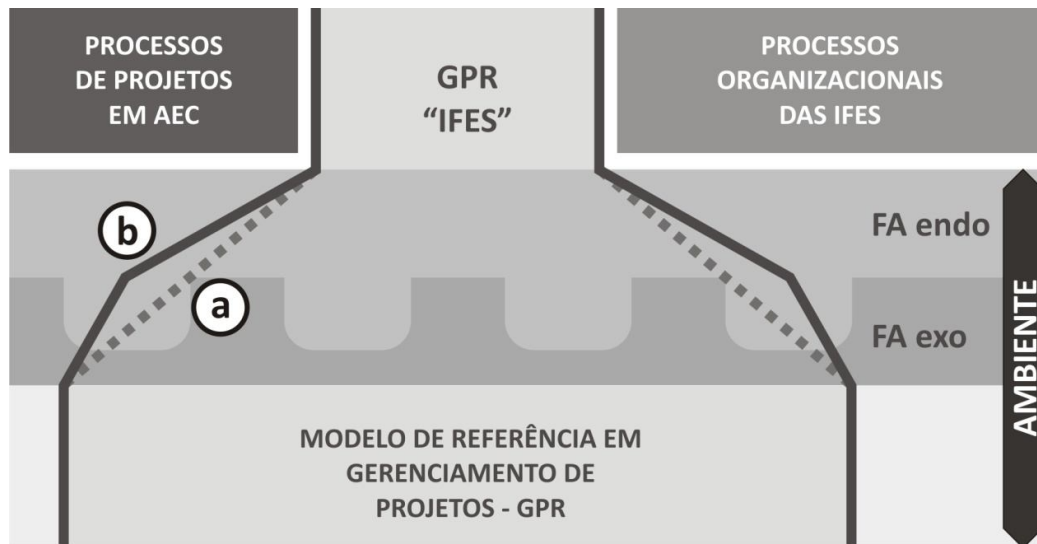 PROCESSOS
DE PROJETOS
EM AEC
GPR
“IFES”
PROCESSOS
ORGANIZACIONAIS
DAS IFES
b
FA endo
a
FA exo
AMBIENTE
MODELO DE REFERÊNCIA EM
GERENCIAMENTO DE
PROJETOS - GPR